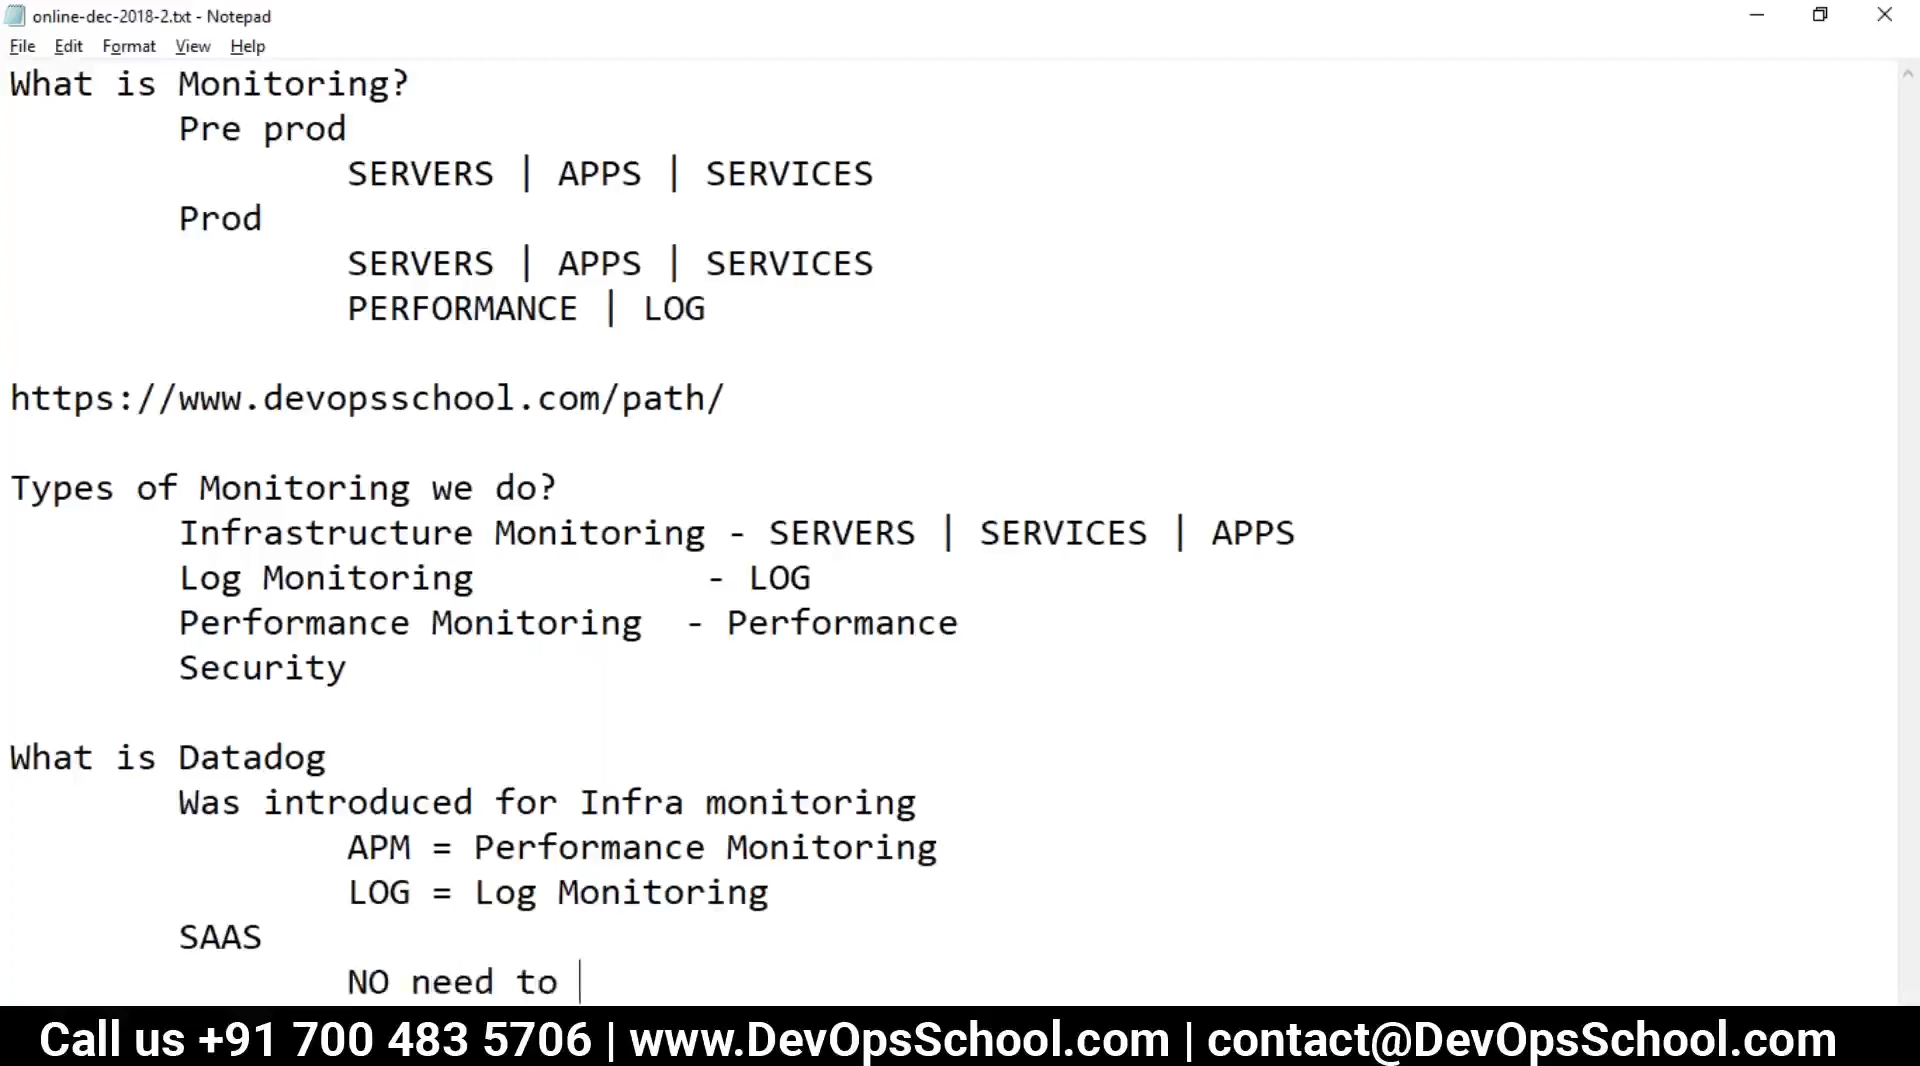 online-dec-2018-2.txt - Notepad
File Edit Format View Help
What is Monitoring?
Pre prod
SERVERS | APPS | SERVICES
Prod
SERVERS | APPS | SERVICES
PERFORMANCE | LOG
https://www.devopsschool.com/path/
Types of Monitoring we do?
Infrastructure Monitoring - SERVERS | SERVICES | APPS
Log Monitoring - LOG
Performance Monitoring - Performance
Security
What is Datadog
Was introduced for Infra monitoring
APM = Performance Monitoring
LOG = Log Monitoring
SAAS
NO need to
Call us +91 700 483 5706 | www.DevOpsSchool.com | contact@DevOpsSchool.com